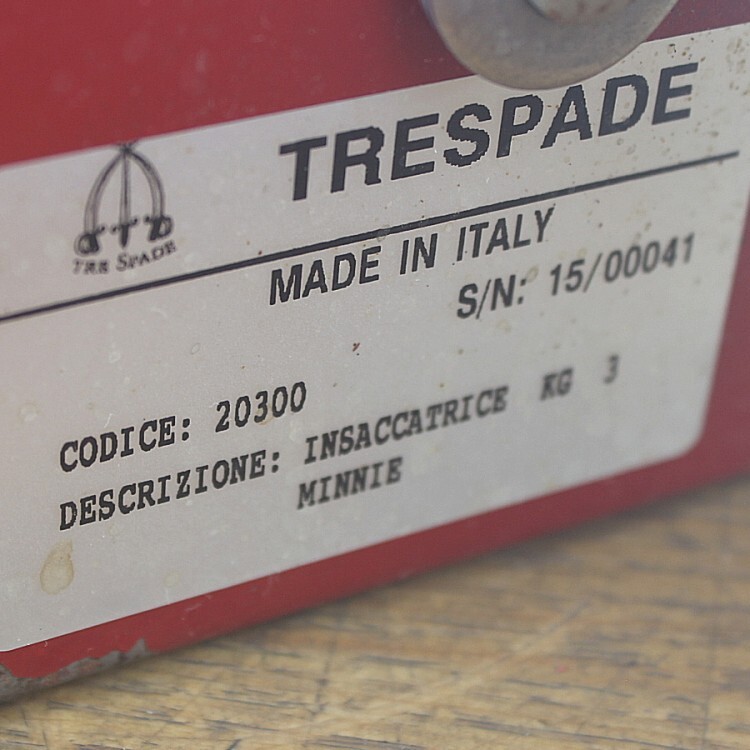 TRESPADE
TRE SPADE
MADE IN ITALY
S/N: 15/00041
CODICE: 20300
DESCRIZIONE: INSACCATRICE KG 3
MINNIE